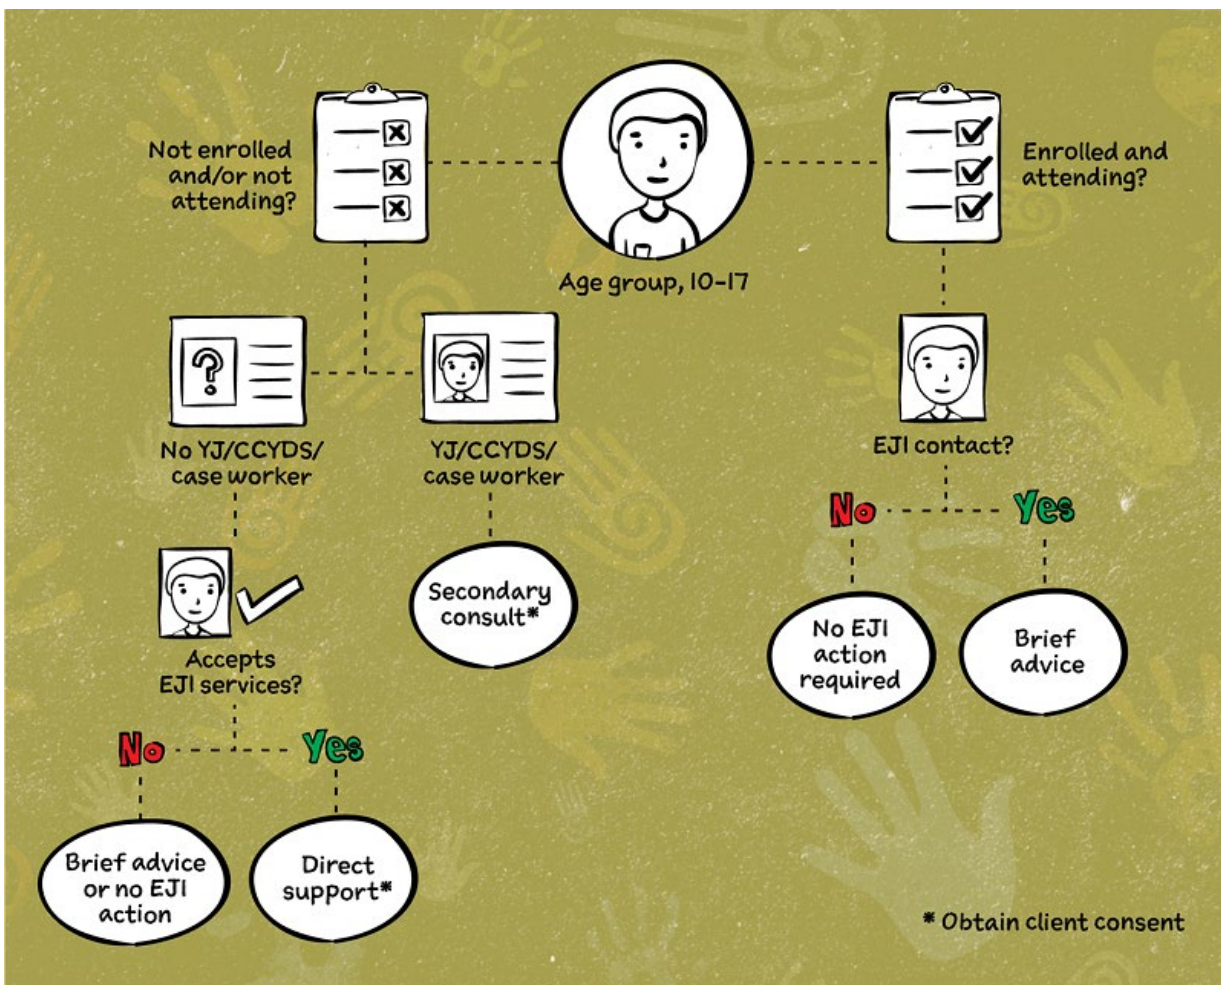 Not enrolled
and/or not
attending?
Age group, 10-17
Enrolled and
attending?
No YJ/CCYDS/
case worker
YJ/CCYDS/
case worker
EJI contact?
No
Yes
Secondary
consult*
No EJI
action
required
Brief
advice
?
Accepts
EJI services?
No
Yes
Brief advice
or no EJI
action
Direct
support*
* Obtain client consent